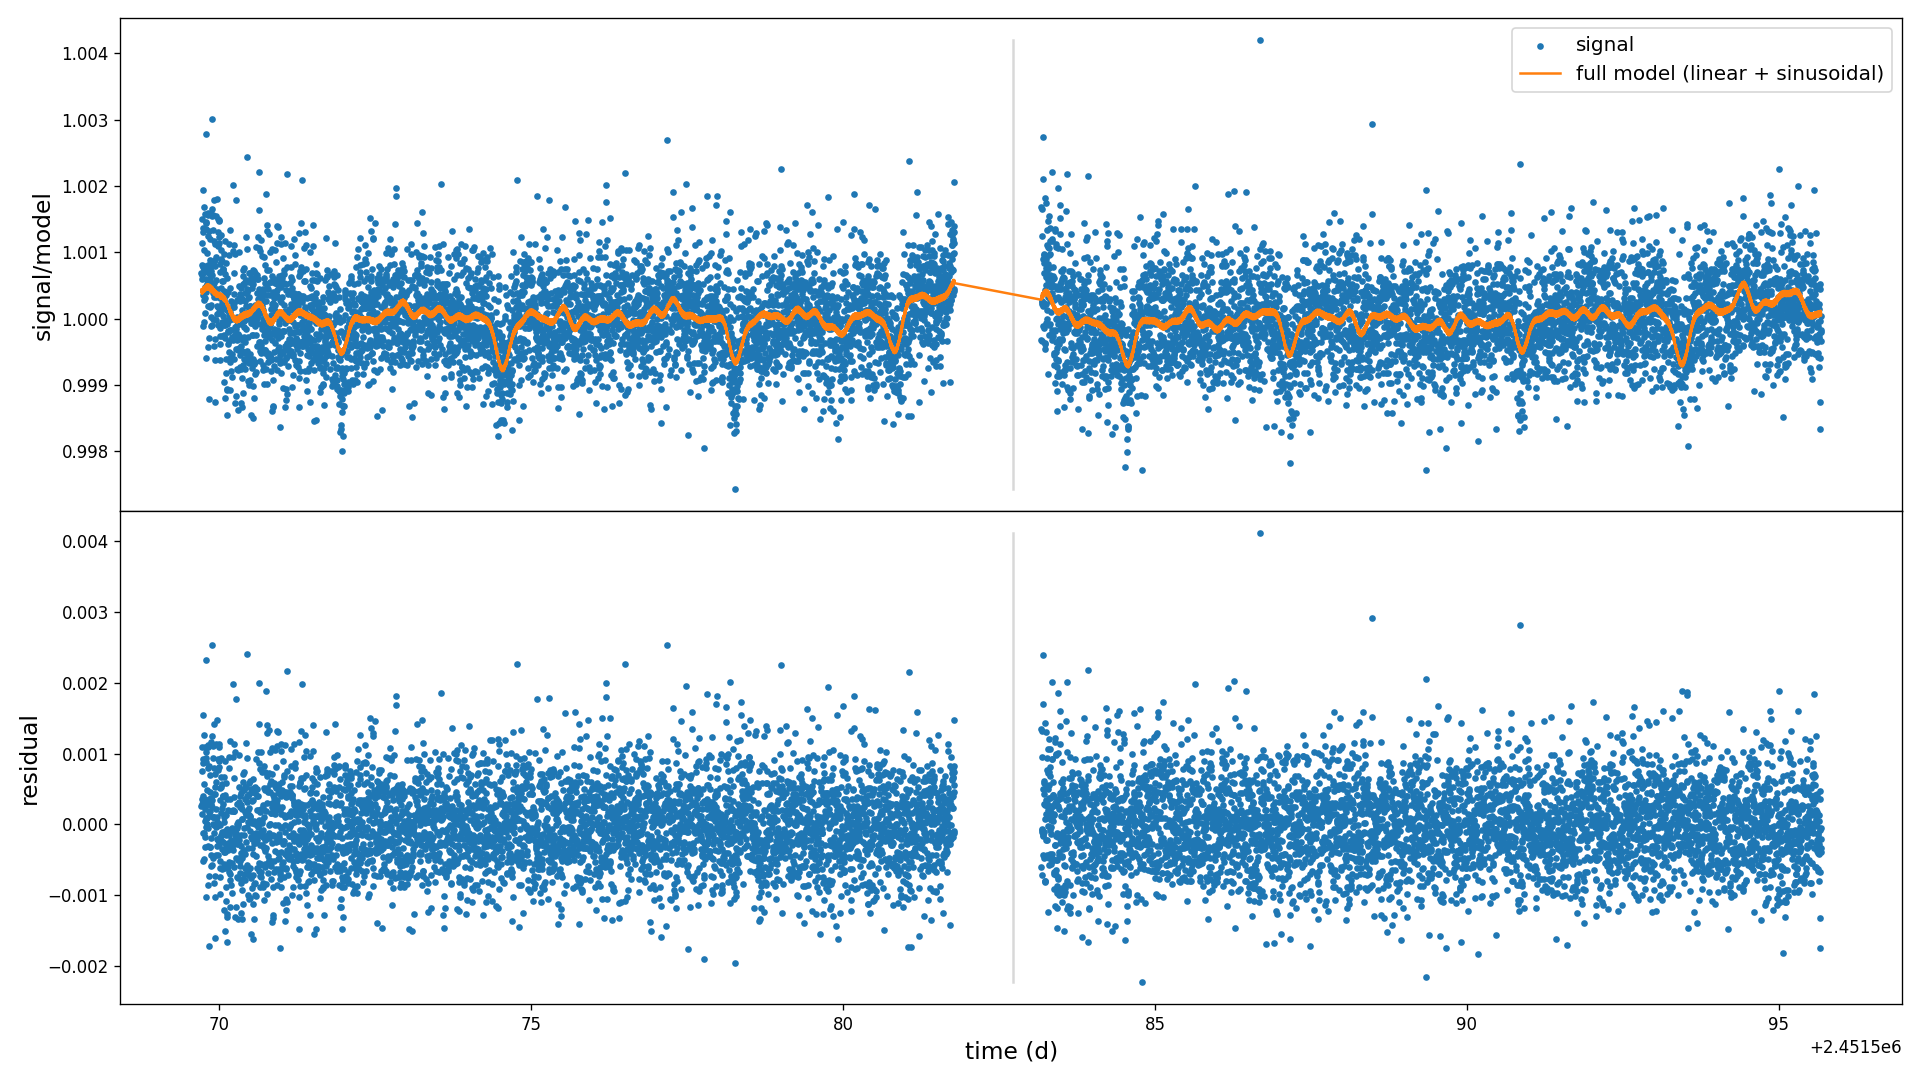 signal/model
1.004
1.003
1.002
1.001
1.000
0.999
0.998
signal
full model (linear + sinusoidal)
residual
0.004
0.003
0.002
0.001
0.000
−0.001
−0.002
70 75 80 85 90 95
time (d)
+2.4515e6